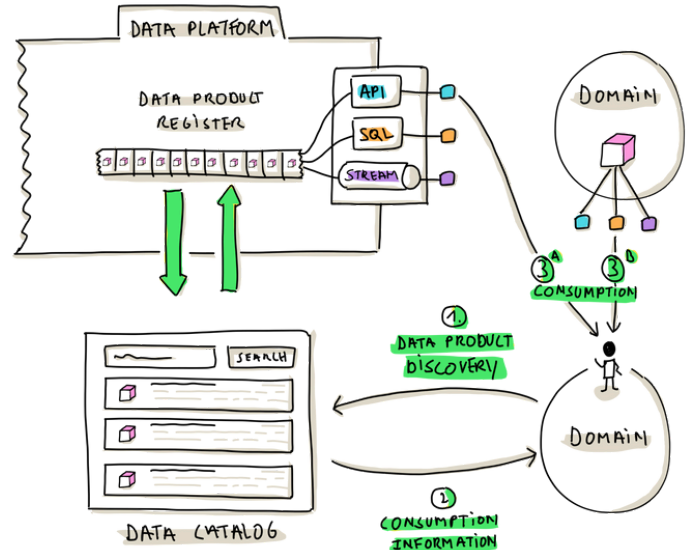 DATA PLATFORM
DATA PRODUCT
REGISTER
API
SQL
STREAM
DOMAIN
3A
3B
CONSUMPTION
1.
DATA PRODUCT
DISCOVERY
SEARCH
DOMAIN
2
CONSUMPTION
INFORMATION
DATA CATALOG